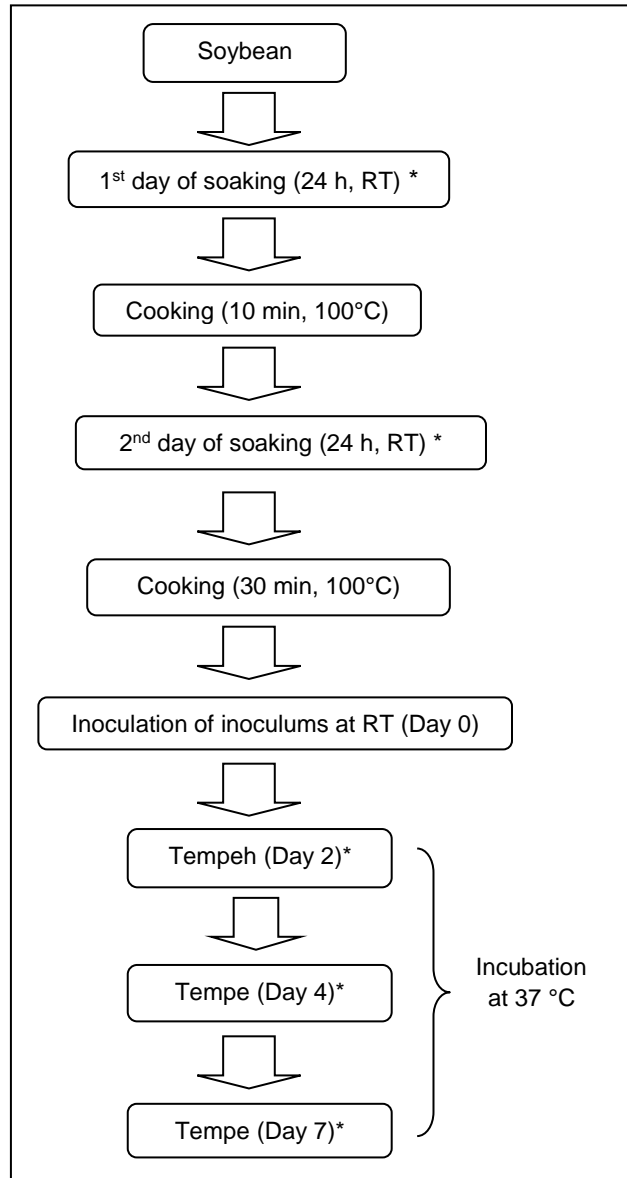 Soybean
1st day of soaking (24 h, RT) *
Cooking (10 min, 100°C)
2nd day of soaking (24 h, RT) *
Cooking (30 min, 100°C)
Inoculation of inoculums at RT (Day 0)
Tempeh (Day 2)*
Tempe (Day 4)*
Tempe (Day 7)*
Incubation
at 37 °C